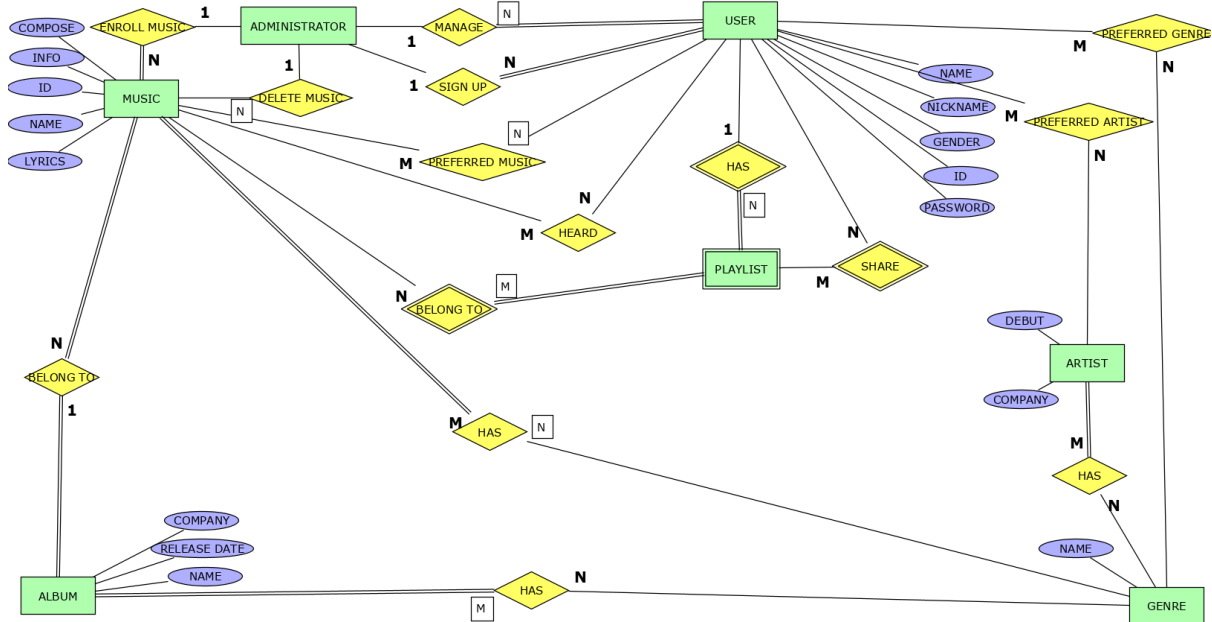 ENROLL MUSIC
1
ADMINISTRATOR
1
MANAGE
N
USER
COMPOSE
INFO
ID
NAME
LYRICS
N
MUSIC
N
DELETE MUSIC
1
1
SIGN UP
N
M
PREFERRED GENRE
N
NAME
NICKNAME
GENDER
ID
PASSWORD
M
PREFERRED ARTIST
N
N
M
PREFERRED MUSIC
1
HAS
N
N
M
HEARD
N
PLAYLIST
M
SHARE
N
BELONG TO
M
N
BELONG TO
1
DEBUT
ARTIST
COMPANY
M
HAS
N
M
HAS
N
COMPANY
RELEASE DATE
NAME
ALBUM
M
HAS
N
NAME
GENRE